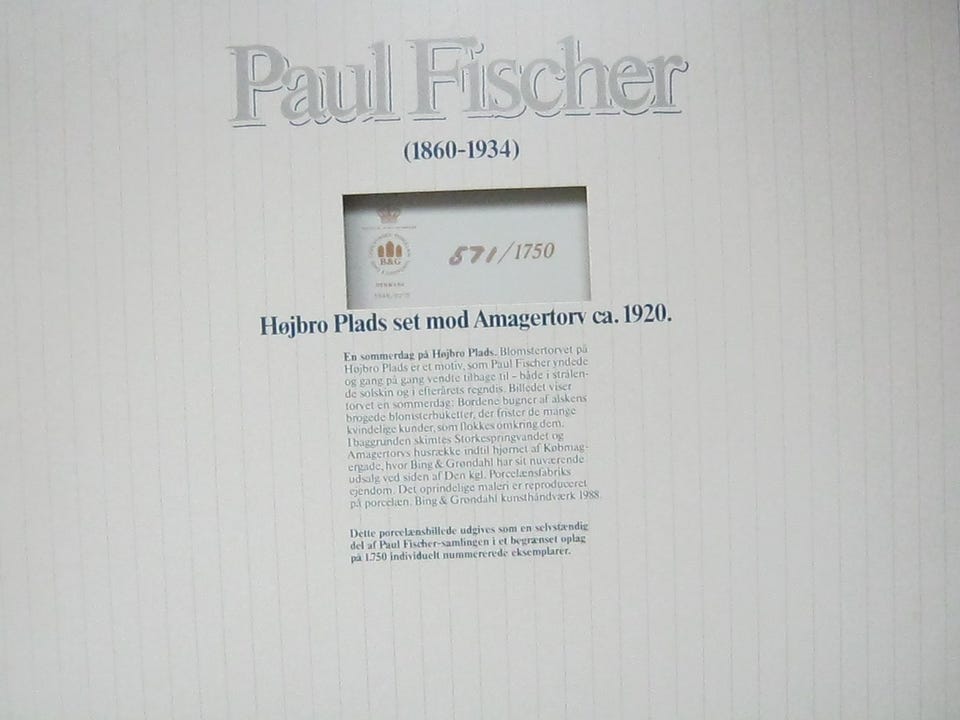 Paul Fischer
(1860-1934)
B&G
DENMARK
571/1750
Højbro Plads set mod Amagertorv ca. 1920.
En sommerdag på Højbro Plads. Blomstertorvet på
Højbro Plads er et motiv, som Paul Fischer yndede
og gang på gang vendte tilbage til – både i strålen-
de solskin og i efterårets regndis. Billedet viser
torvet en sommerdag: Bordene bugner af alskens
brogede blomsterbuketter, der frister de mange
kvindelige kunder, som flokkes omkring dem.
I baggrunden skimtes Storkespringvandet og
Amagertorvs husrække indtil hjørnet af Købmag-
ergade, hvor Bing & Grøndahl har sit nuværende
udsalg ved siden af Den kgl. Porcelænsfabriks
ejendom. Det oprindelige maleri er reproduceret
på porcelæn. Bing & Grøndahl kunsthåndværk 1988.
Dette porcelænsbillede udgives som en selvstændig
del af Paul Fischer-samlingen i et begrænset oplag
på 1.750 individuelt nummererede eksemplarer.